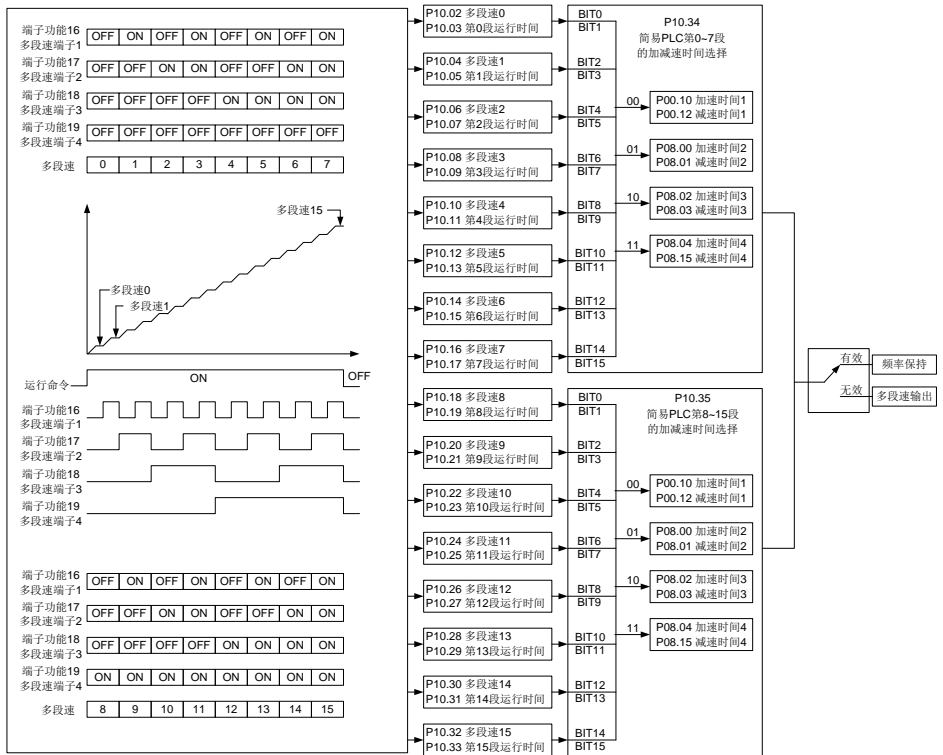 端子功能16
多段速端子1
OFF ON OFF ON OFF ON OFF ON
端子功能17
多段速端子2
OFF OFF ON ON OFF OFF ON ON
端子功能18
多段速端子3
OFF OFF OFF OFF ON ON ON ON
端子功能19
多段速端子4
OFF OFF OFF OFF OFF OFF OFF OFF
多段速 0 1 2 3 4 5 6 7
多段速15
多段速0
多段速1
运行命令
ON
OFF
端子功能16
多段速端子1
端子功能17
多段速端子2
端子功能18
多段速端子3
端子功能19
多段速端子4
端子功能16
多段速端子1
OFF ON OFF ON OFF ON OFF ON
端子功能17
多段速端子2
OFF OFF ON ON OFF OFF ON ON
端子功能18
多段速端子3
OFF OFF OFF OFF ON ON ON ON
端子功能19
多段速端子4
ON ON ON ON ON ON ON ON
多段速 8 9 10 11 12 13 14 15
P10.02 多段速0
P10.03 第0段运行时间
P10.04 多段速1
P10.05 第1段运行时间
P10.06 多段速2
P10.07 第2段运行时间
P10.08 多段速3
P10.09 第3段运行时间
P10.10 多段速4
P10.11 第4段运行时间
P10.12 多段速5
P10.13 第5段运行时间
P10.14 多段速6
P10.15 第6段运行时间
P10.16 多段速7
P10.17 第7段运行时间
P10.18 多段速8
P10.19 第8段运行时间
P10.20 多段速9
P10.21 第9段运行时间
P10.22 多段速10
P10.23 第10段运行时间
P10.24 多段速11
P10.25 第11段运行时间
P10.26 多段速12
P10.27 第12段运行时间
P10.28 多段速13
P10.29 第13段运行时间
P10.30 多段速14
P10.31 第14段运行时间
P10.32 多段速15
P10.33 第15段运行时间
BIT0
BIT1
BIT2
BIT3
BIT4
BIT5
BIT6
BIT7
BIT8
BIT9
BIT10
BIT11
BIT12
BIT13
BIT14
BIT15
P10.34
简易PLC第0~7段
的加减速时间选择
00
P00.10 加速时间1
P00.12 减速时间1
01
P08.00 加速时间2
P08.01 减速时间2
10
P08.02 加速时间3
P08.03 减速时间3
11
P08.04 加速时间4
P08.15 减速时间4
BIT0
BIT1
BIT2
BIT3
BIT4
BIT5
BIT6
BIT7
BIT8
BIT9
BIT10
BIT11
BIT12
BIT13
BIT14
BIT15
P10.35
简易PLC第8~15段
的加减速时间选择
00
P00.10 加速时间1
P00.12 减速时间1
01
P08.00 加速时间2
P08.01 减速时间2
10
P08.02 加速时间3
P08.03 减速时间3
11
P08.04 加速时间4
P08.15 减速时间4
有效
频率保持
无效
多段速输出